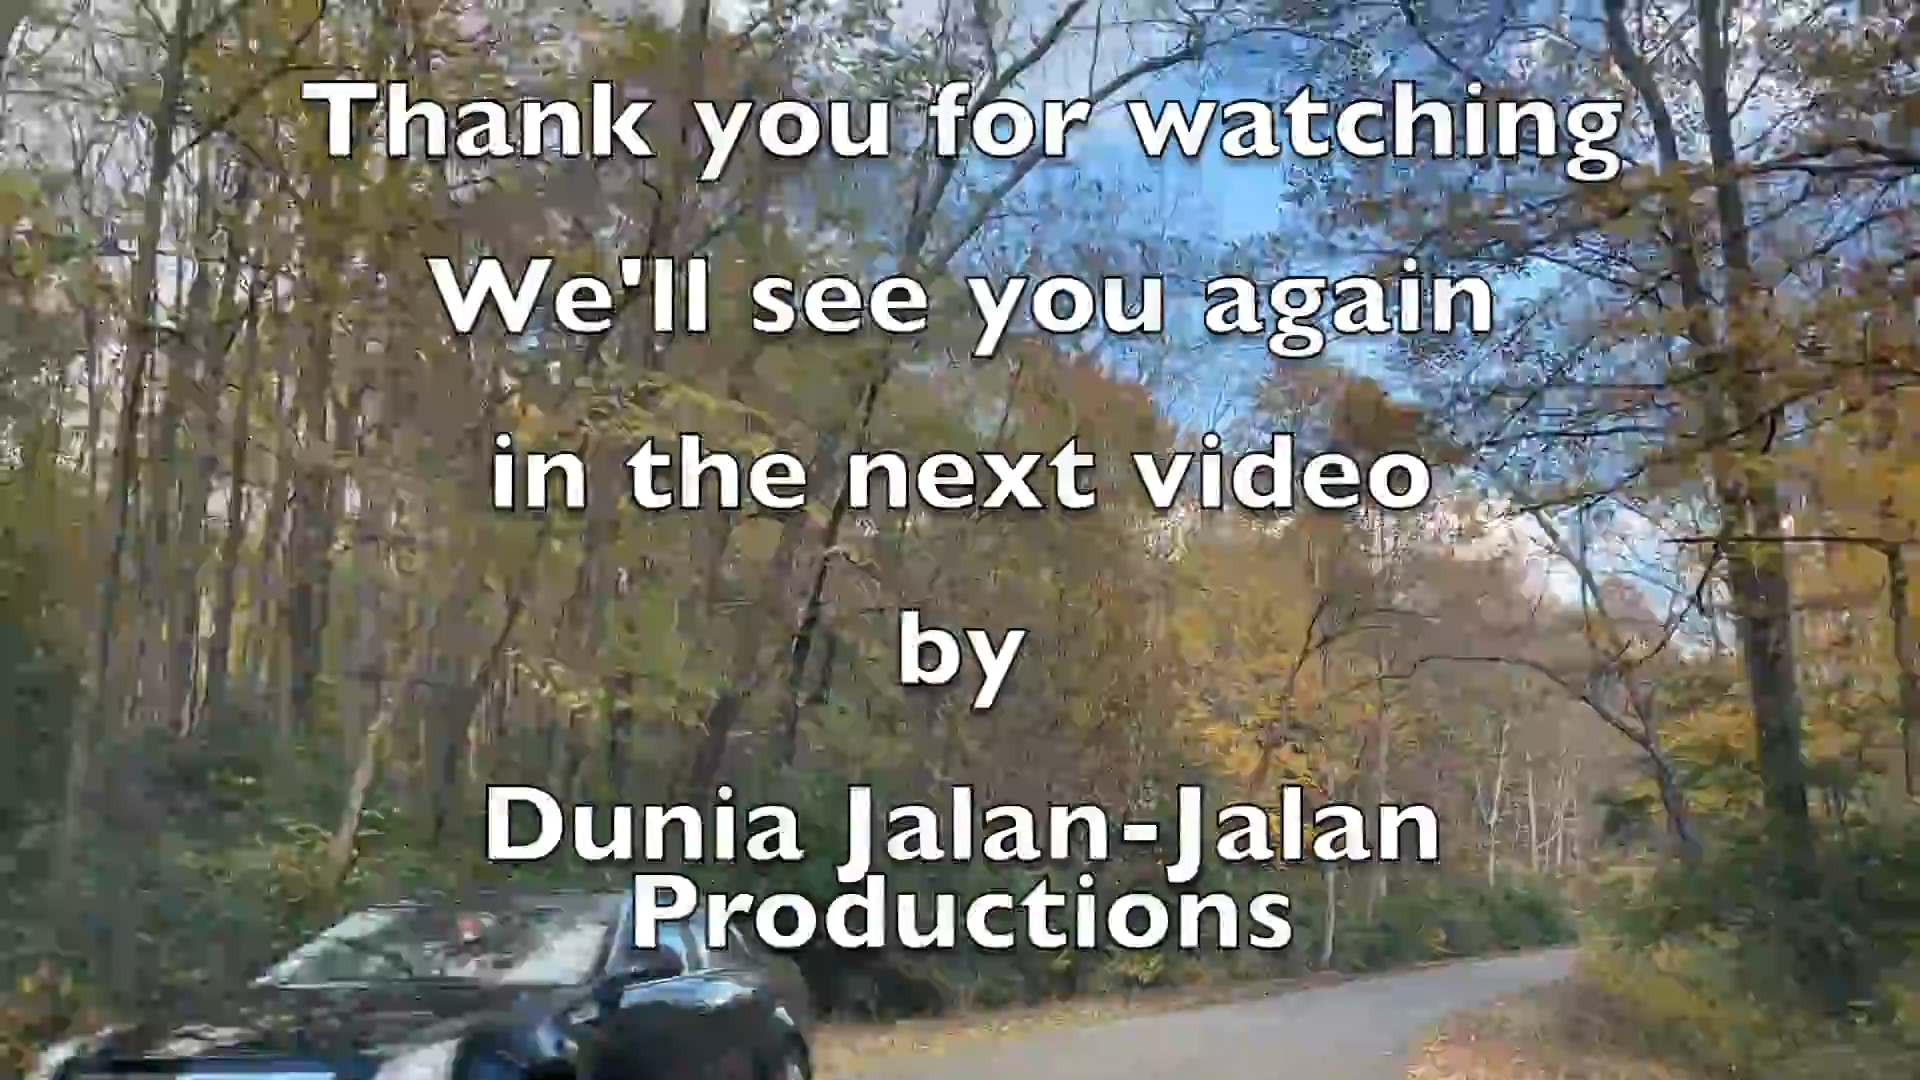 Thank you for watching
We'll see you again
in the next video
by
Dunia Jalan-Jalan
Productions